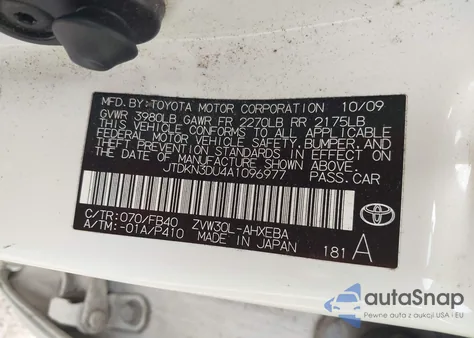 MFD. BY: TOYOTA MOTOR CORPORATION 10/09
GVWR 3980LB GAWR FR 2270LB RR 2175LB
THIS VEHICLE CONFORMS TO ALL APPLICABLE
FEDERAL MOTOR VEHICLE SAFETY, BUMPER, AND
THEFT PREVENTION STANDARDS IN EFFECT ON
THE DATE OF MANUFACTURE SHOWN ABOVE.
JTDKN3DU4A1096977 PASS.CAR
C/TR:070/FB40 ZVW30L-AHXEBA
A/TM:-01A/P410 MADE IN JAPAN 181 A
TOYOTA
autoSnap
Pewne auta z USA i EU